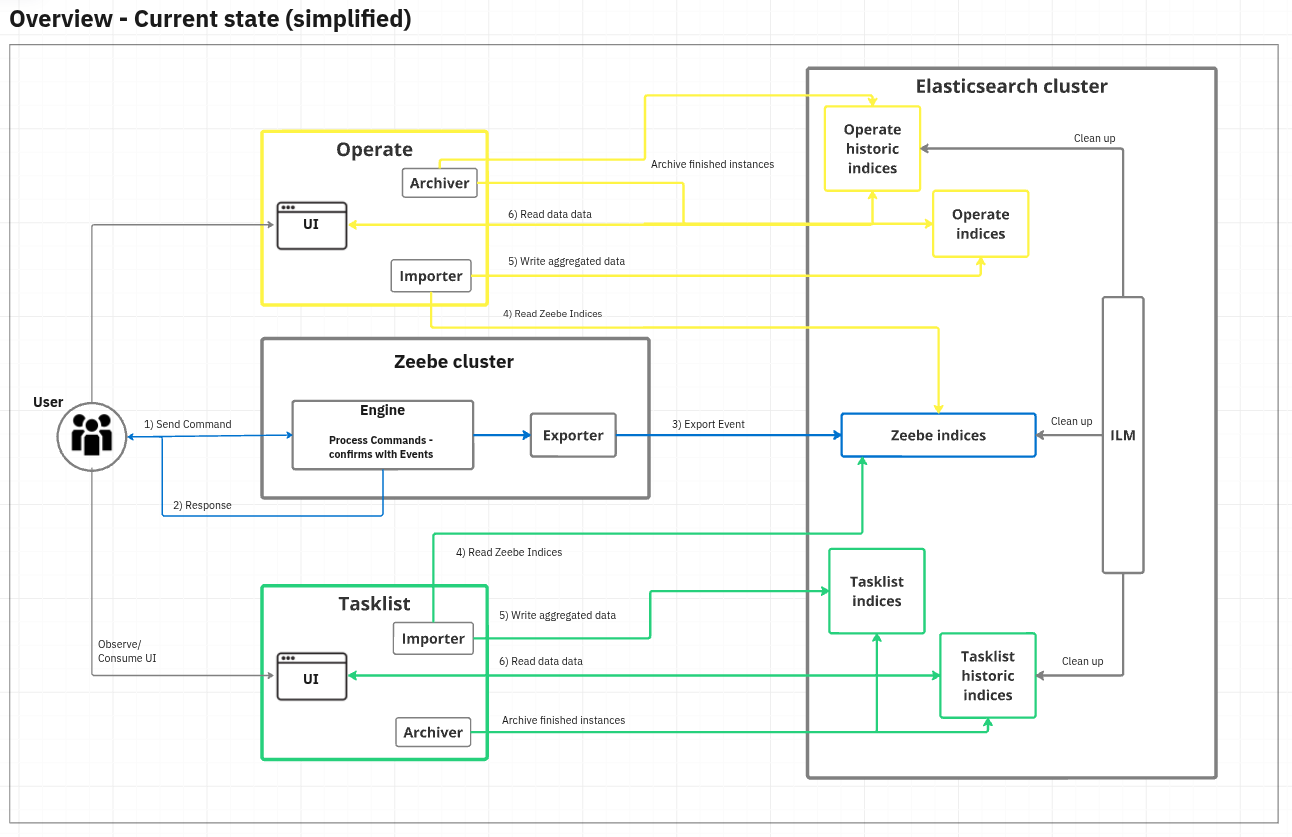 Overview - Current state (simplified)
Elasticsearch cluster
Operate
historic
indices
Clean up
Operate
Archive finished instances
Archiver
UI
6) Read data data
Operate
indices
5) Write aggregated data
Importer
4) Read Zeebe Indices
Zeebe cluster
User
Engine
1) Send Command
Process Commands -
confirms with Events
Exporter
3) Export Event
Zeebe indices
Clean up
ILM
2) Response
4) Read Zeebe Indices
Tasklist
indices
Tasklist
5) Write aggregated data
Importer
Observe/
Consume UI
UI
6) Read data data
Tasklist
historic
indices
Clean up
Archive finished instances
Archiver